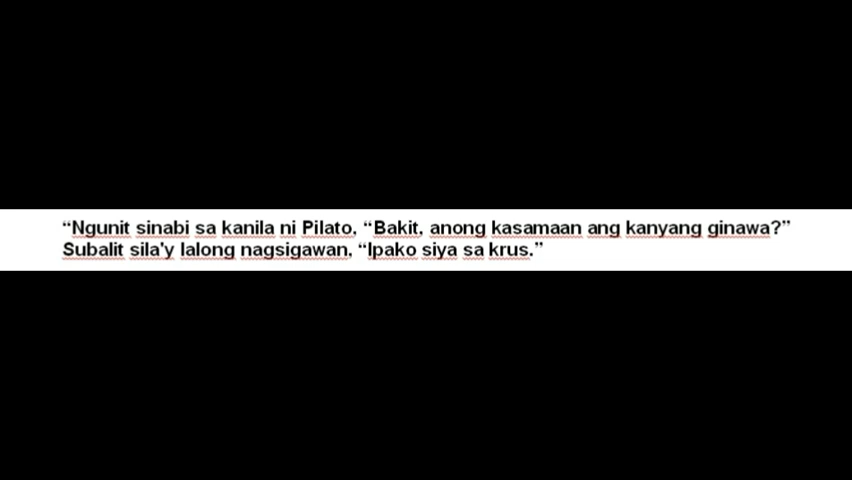 “Ngunit sinabi sa kanila ni Pilato, “Bakit, anong kasamaan ang kanyang ginawa?”
Subalit sila'y lalong nagsigawan, “Ipako siya sa krus.”